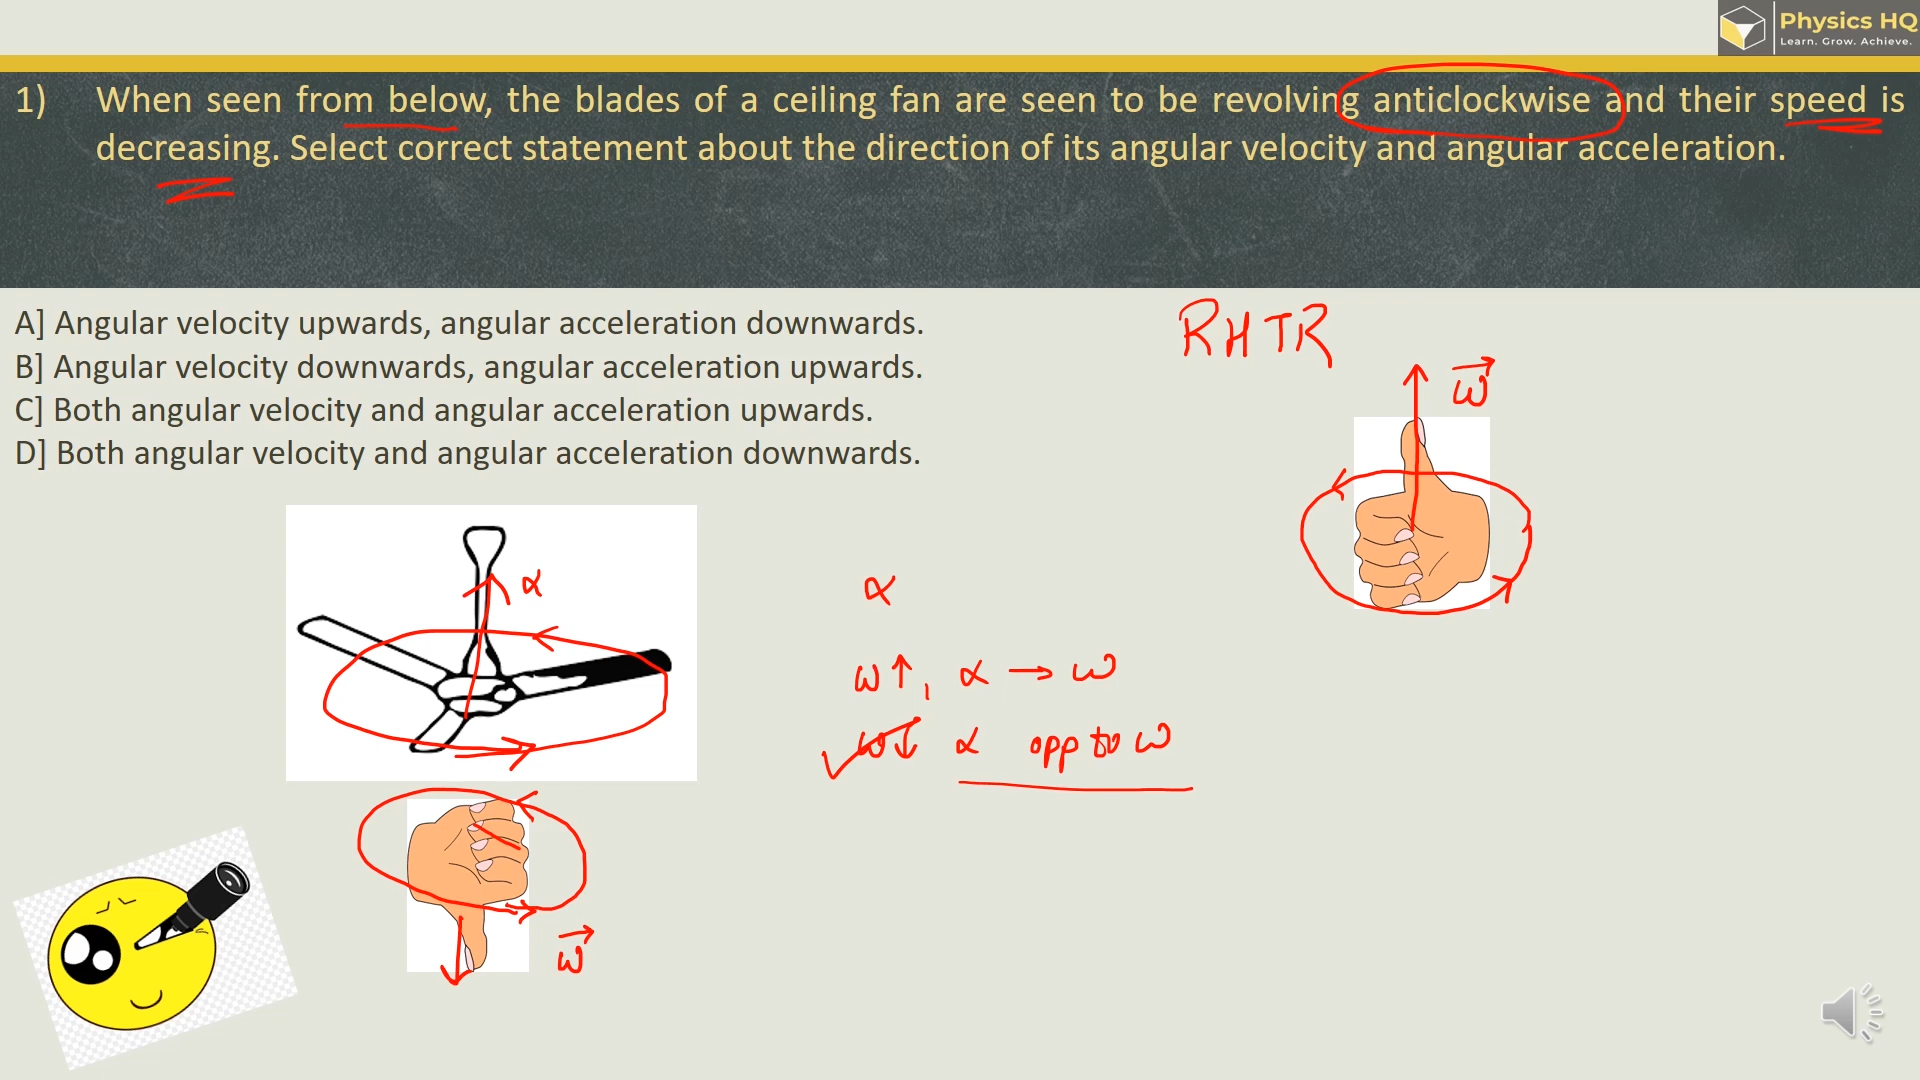 Physics HQ
Learn. Grow. Achieve.
1) When seen from below, the blades of a ceiling fan are seen to be revolving anticlockwise and their speed is
decreasing. Select correct statement about the direction of its angular velocity and angular acceleration.
A] Angular velocity upwards, angular acceleration downwards.
B] Angular velocity downwards, angular acceleration upwards.
C] Both angular velocity and angular acceleration upwards.
D] Both angular velocity and angular acceleration downwards.
RHTR
ω
α
α
ω↑, α → ω
ω↓ α opp to ω
ω